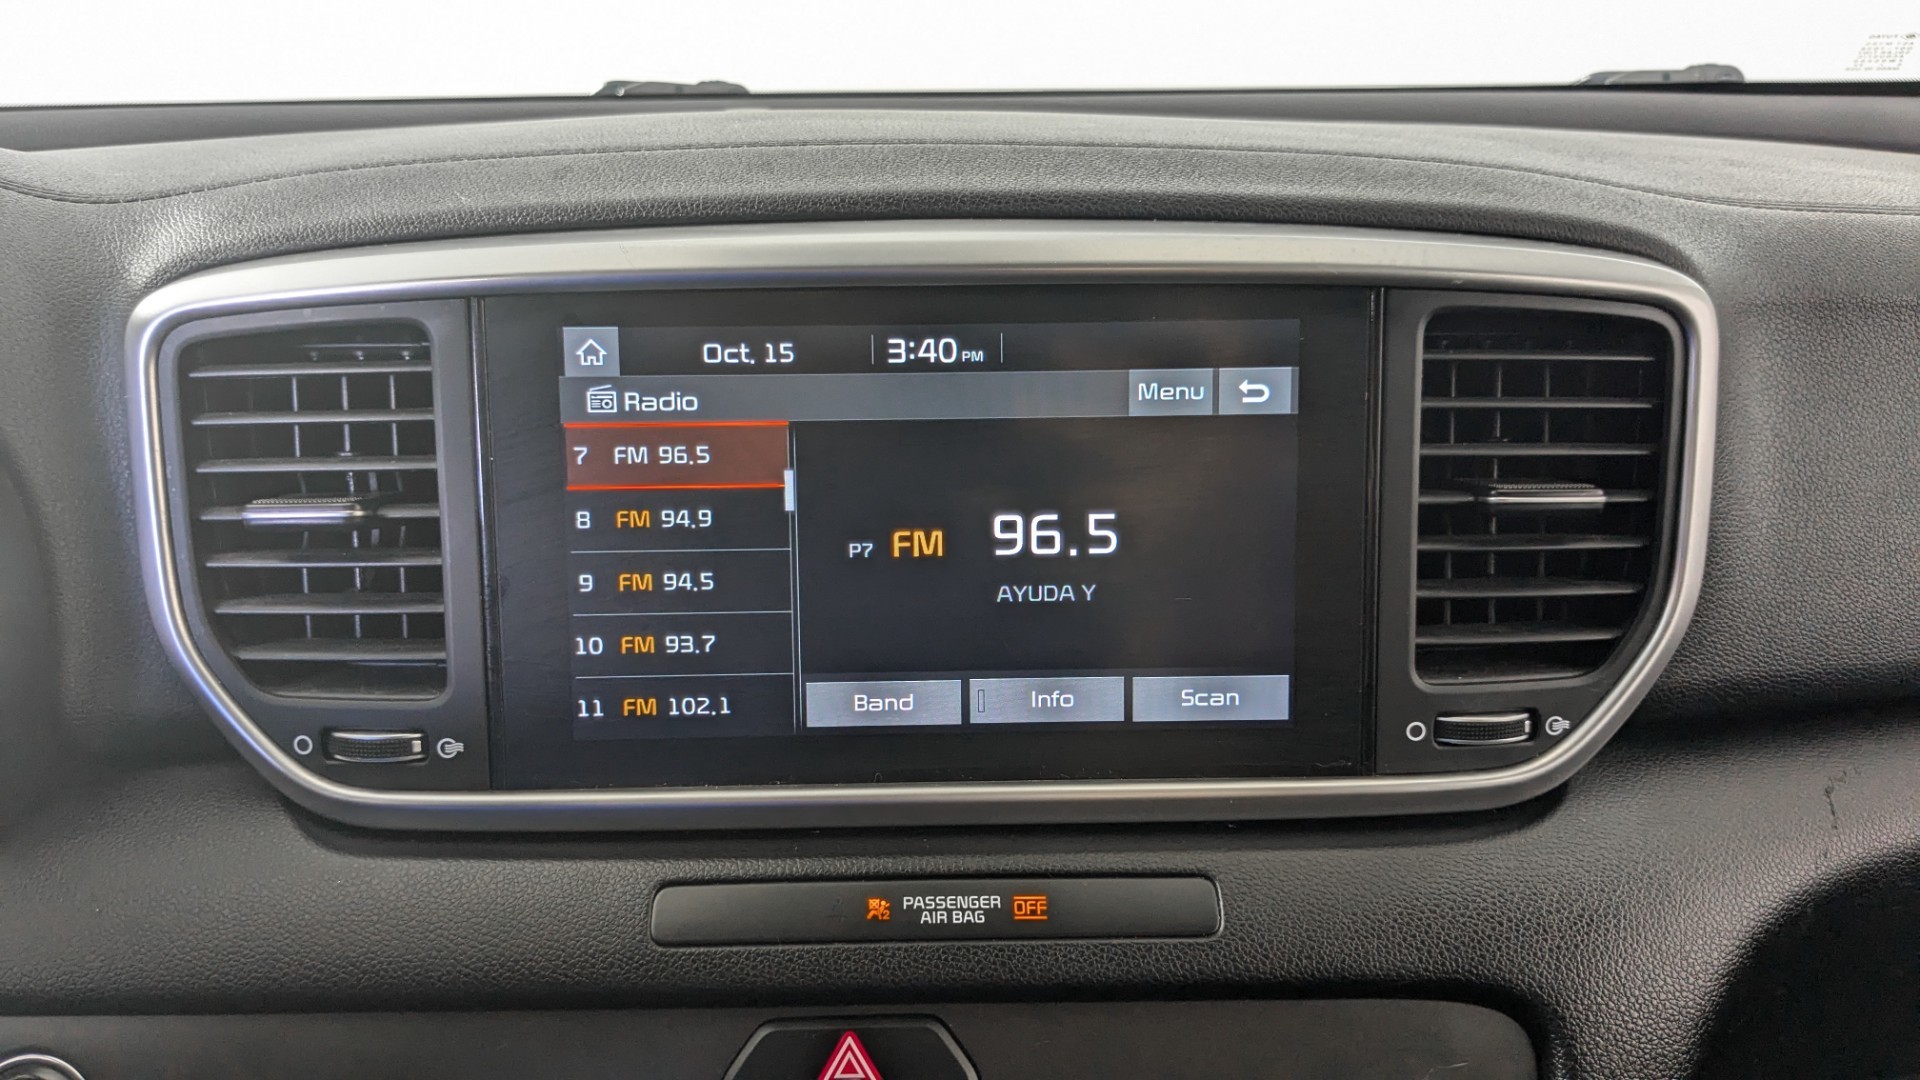 Oct. 15
3:40 PM
Radio
Menu
7 FM 96.5
8 FM 94.9
9 FM 94.5
10 FM 93.7
11 FM 102.1
P7 FM 96.5
AYUDA Y
Band
Info
Scan
2 PASSENGER
AIR BAG
OFF